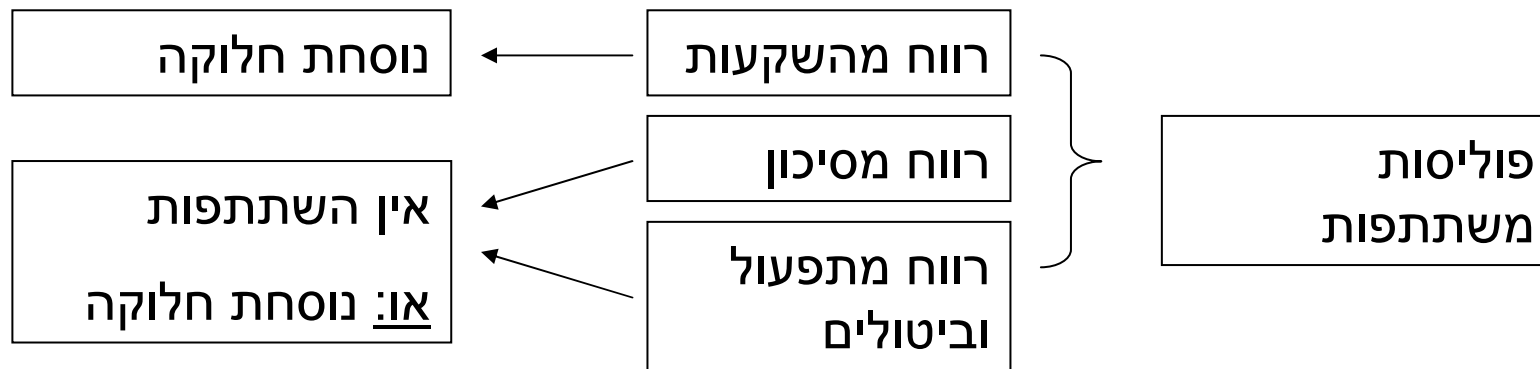 פוליסות
משתתפות
רווח מהשקעות
רווח מסיכון
רווח מתפעול
וביטולים
נוסחת חלוקה
אין השתתפות
או: נוסחת חלוקה